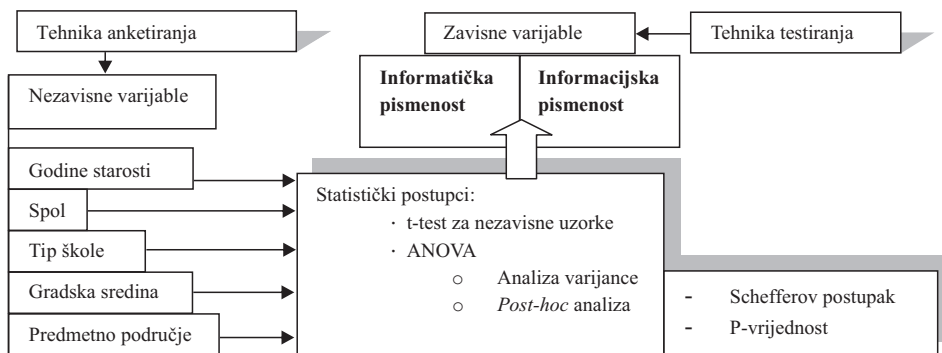 Tehnika anketiranja
Zavisne varijable
Tehnika testiranja
Nezavisne varijable
Informatička
pismenost
Informacijska
pismenost
Godine starosti
Spol
Tip škole
Gradska sredina
Predmetno područje
Statistički postupci:
· t-test za nezavisne uzorke
· ANOVA
o Analiza varijance
o Post-hoc analiza
- Schefferov postupak
- P-vrijednost